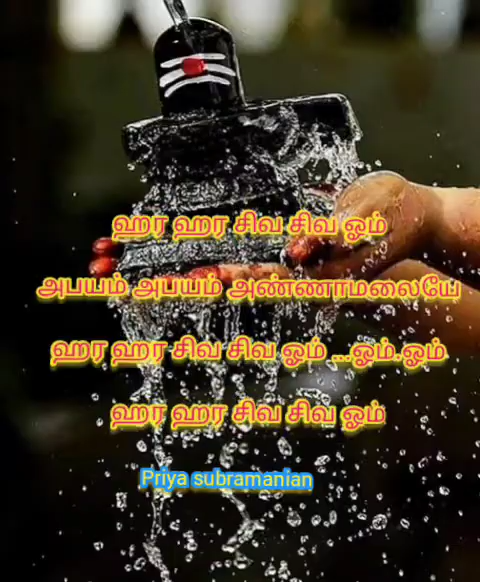 ஹர ஹர சிவ சிவ ஓம்
அபயம் அபயம் அண்ணாமலையே
ஹர ஹர சிவ சிவ ஓம் ...ஓம்.ஓம்
ஹர ஹர சிவ சிவ ஓம்
Priya subramanian